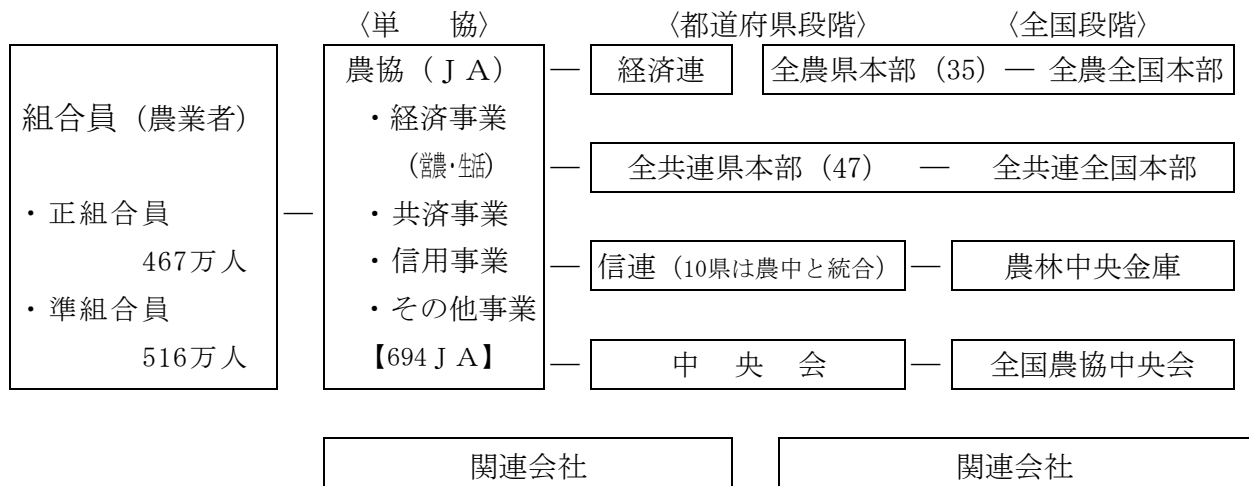 〈単　協〉　〈都道府県段階〉　〈全国段階〉
組合員（農業者）
・正組合員
467万人
・準組合員
516万人
農協（ＪＡ）
・経済事業
（営農・生活）
・共済事業
・信用事業
・その他事業
【694ＪＡ】
経済連　全農県本部（35）― 全農全国本部
全共連県本部（47）　―　全共連全国本部
信連（10県は農中と統合）―　農林中央金庫
中　央　会　―　全国農協中央会
関連会社　関連会社